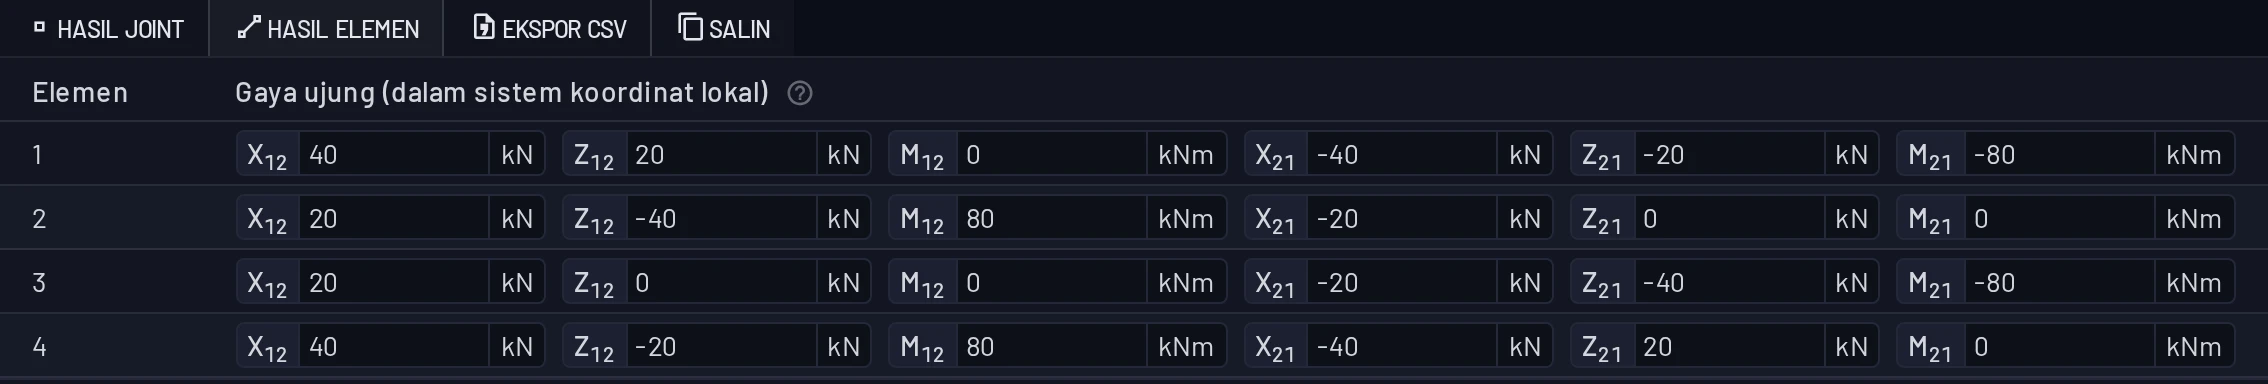 HASIL JOINT HASIL ELEMEN EKSPOR CSV SALIN
Elemen Gaya ujung (dalam sistem koordinat lokal) ?
1 X12 40 kN Z12 20 kN M12 0 kNm X21 -40 kN Z21 -20 kN M21 -80 kNm
2 X12 20 kN Z12 -40 kN M12 80 kNm X21 -20 kN Z21 0 kN M21 0 kNm
3 X12 20 kN Z12 0 kN M12 0 kNm X21 -20 kN Z21 -40 kN M21 -80 kNm
4 X12 40 kN Z12 -20 kN M12 80 kNm X21 -40 kN Z21 20 kN M21 0 kNm